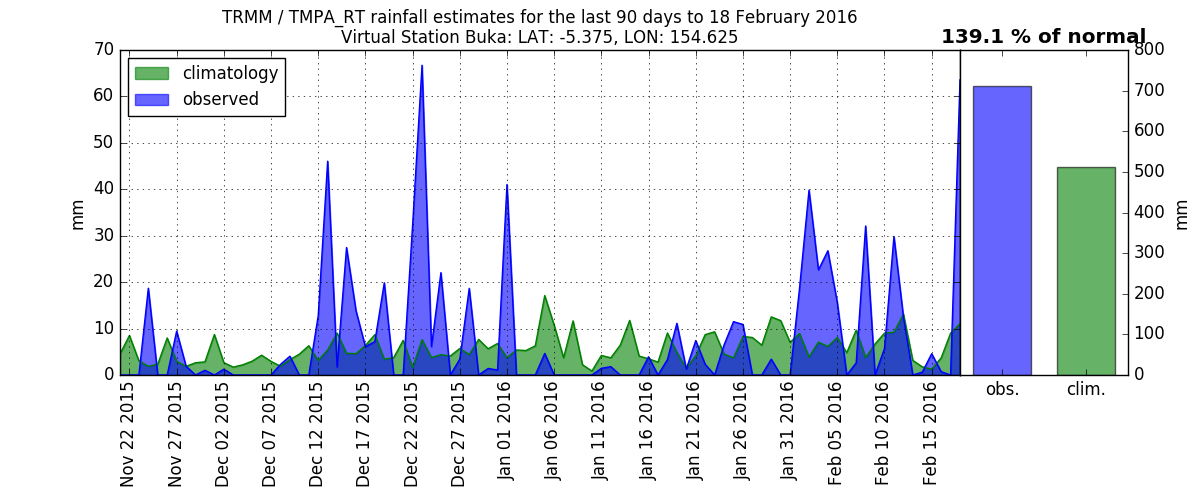 TRMM / TMPA_RT rainfall estimates for the last 90 days to 18 February 2016
Virtual Station Buka: LAT: -5.375, LON: 154.625
139.1 % of normal
climatology
observed
70
60
50
40
30
20
10
0
mm
800
700
600
500
400
300
200
100
0
mm
Nov 22 2015
Nov 27 2015
Dec 02 2015
Dec 07 2015
Dec 12 2015
Dec 17 2015
Dec 22 2015
Dec 27 2015
Jan 01 2016
Jan 06 2016
Jan 11 2016
Jan 16 2016
Jan 21 2016
Jan 26 2016
Jan 31 2016
Feb 05 2016
Feb 10 2016
Feb 15 2016
obs.
clim.